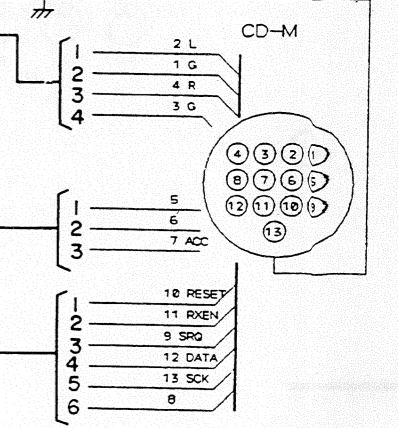 CD-M
1 2 L
2 1 G
3 4 R
4 3 G
4 3 2 1
8 7 6 5
12 11 10 9
13
1 5
2 6
3 7 ACC
1 10 RESET
2 11 RXEN
3 9 SRQ
4 12 DATA
5 13 SCK
6 8